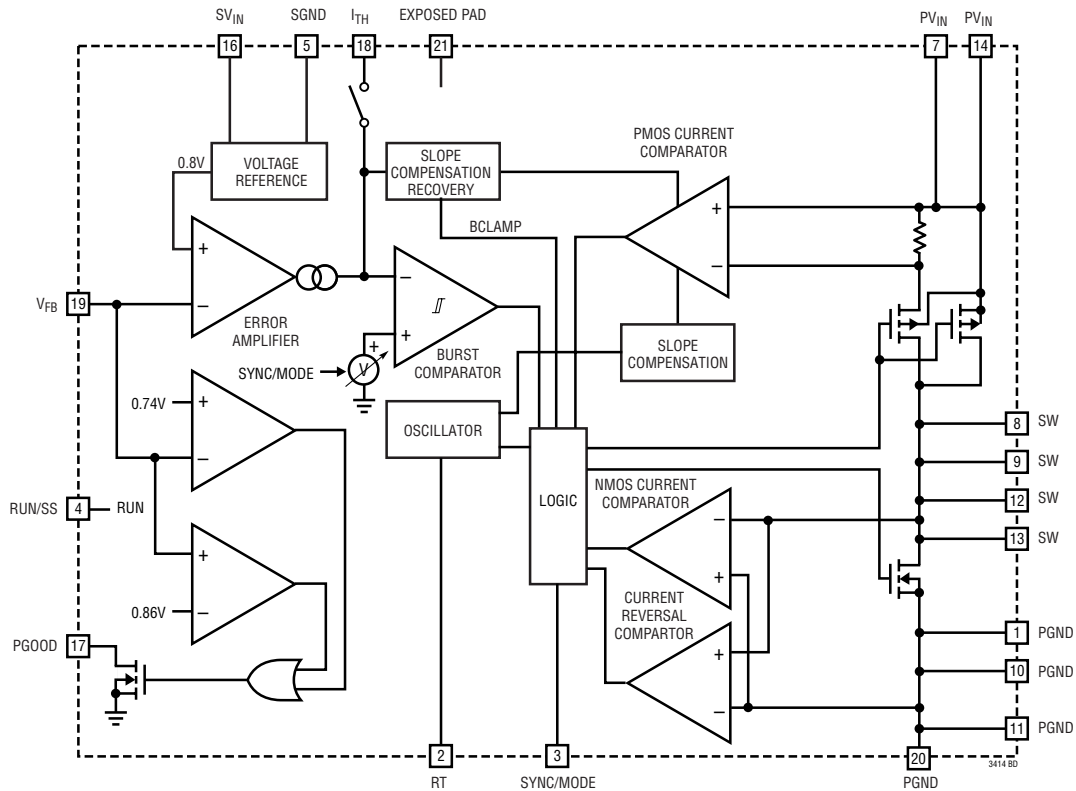 SVIN SGND ITH EXPOSED PAD PVIN PVIN
16 5 18 21 7 14
0.8V
VOLTAGE
REFERENCE
SLOPE
COMPENSATION
RECOVERY
PMOS CURRENT
COMPARATOR
BCLAMP
+
−
ERROR
AMPLIFIER
−
+
BURST
COMPARATOR
+
−
VFB 19
SYNC/MODE
+
V
SLOPE
COMPENSATION
0.74V
+
−
OSCILLATOR
LOGIC
8 SW
9 SW
12 SW
13 SW
RUN/SS 4 RUN
NMOS CURRENT
COMPARATOR
−
+
+
0.86V
−
CURRENT
REVERSAL
COMPARTOR
+
−
PGOOD 17
1 PGND
10 PGND
11 PGND
2
RT
3
SYNC/MODE
20
PGND
3414 BD